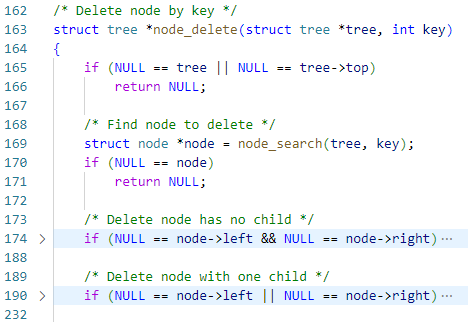 162 /* Delete node by key */
163 struct tree *node_delete(struct tree *tree, int key)
164 {
165     if (NULL == tree || NULL == tree->top)
166         return NULL;
167
168     /* Find node to delete */
169     struct node *node = node_search(tree, key);
170     if (NULL == node)
171         return NULL;
172
173     /* Delete node has no child */
174 >   if (NULL == node->left && NULL == node->right)···
188
189     /* Delete node with one child */
190 >   if (NULL == node->left || NULL == node->right)···
232